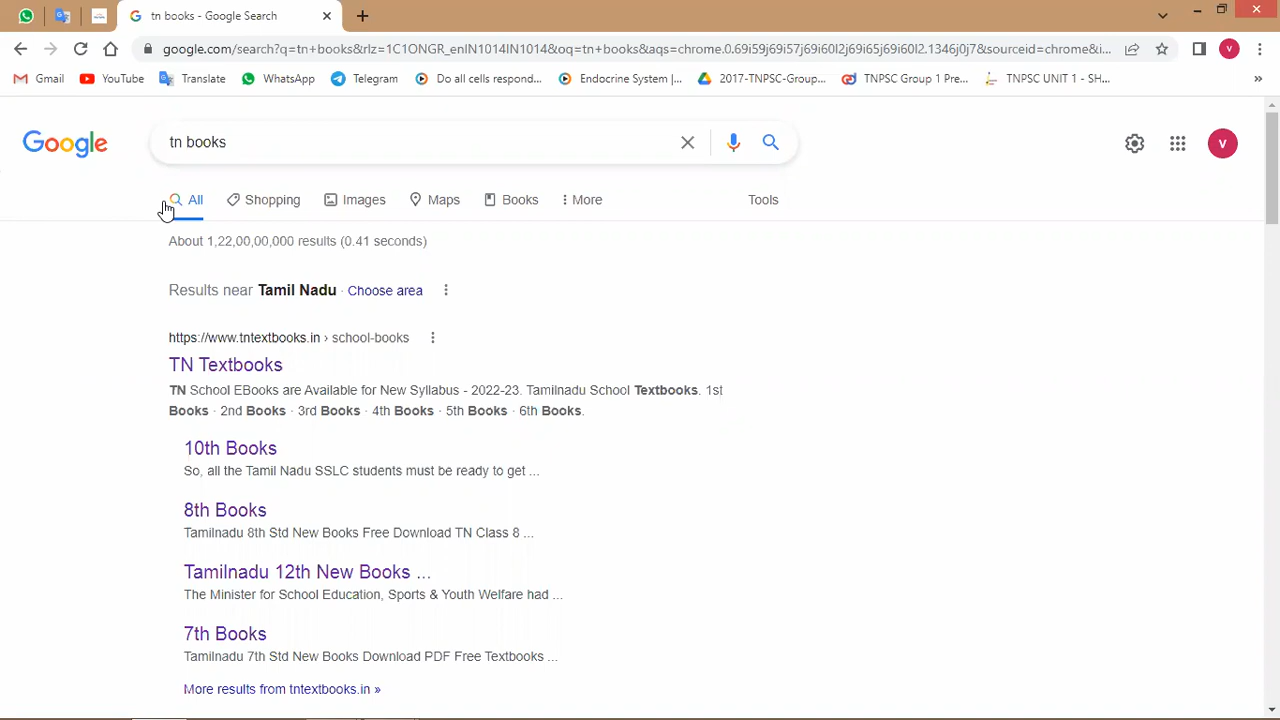 tn books - Google Search
google.com/search?q=tn+books&rlz=1C1ONGR_enIN1014IN1014&oq=tn+books&aqs=chrome.0.69i59j69i57j69i60l2j69i65j69i60l2.1346j0j7&sourceid=chrome&i...
Gmail YouTube Translate WhatsApp Telegram Do all cells respond... Endocrine System |... 2017-TNPSC-Group... TNPSC Group 1 Pre... TNPSC UNIT 1 - SH... »
Google tn books V
All Shopping Images Maps Books More Tools
About 1,22,00,00,000 results (0.41 seconds)
Results near Tamil Nadu · Choose area
https://www.tntextbooks.in › school-books
TN Textbooks
TN School EBooks are Available for New Syllabus - 2022-23. Tamilnadu School Textbooks. 1st
Books · 2nd Books · 3rd Books · 4th Books · 5th Books · 6th Books.
10th Books
So, all the Tamil Nadu SSLC students must be ready to get ...
8th Books
Tamilnadu 8th Std New Books Free Download TN Class 8 ...
Tamilnadu 12th New Books ...
The Minister for School Education, Sports & Youth Welfare had ...
7th Books
Tamilnadu 7th Std New Books Download PDF Free Textbooks ...
More results from tntextbooks.in »